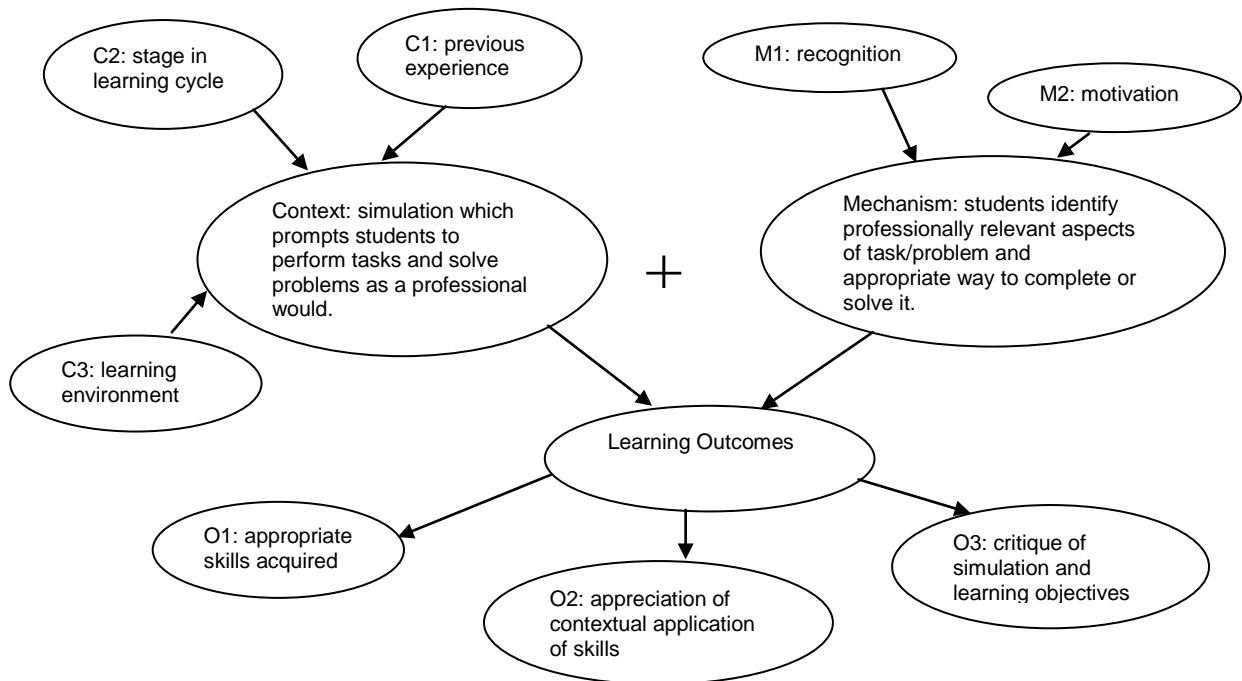 C2: stage in
learning cycle
C1: previous
experience
M1: recognition
M2: motivation
Context: simulation which
prompts students to
perform tasks and solve
problems as a professional
would.
+
Mechanism: students identify
professionally relevant aspects
of task/problem and
appropriate way to complete or
solve it.
C3: learning
environment
Learning Outcomes
O1: appropriate
skills acquired
O2: appreciation of
contextual application
of skills
O3: critique of
simulation and
learning objectives